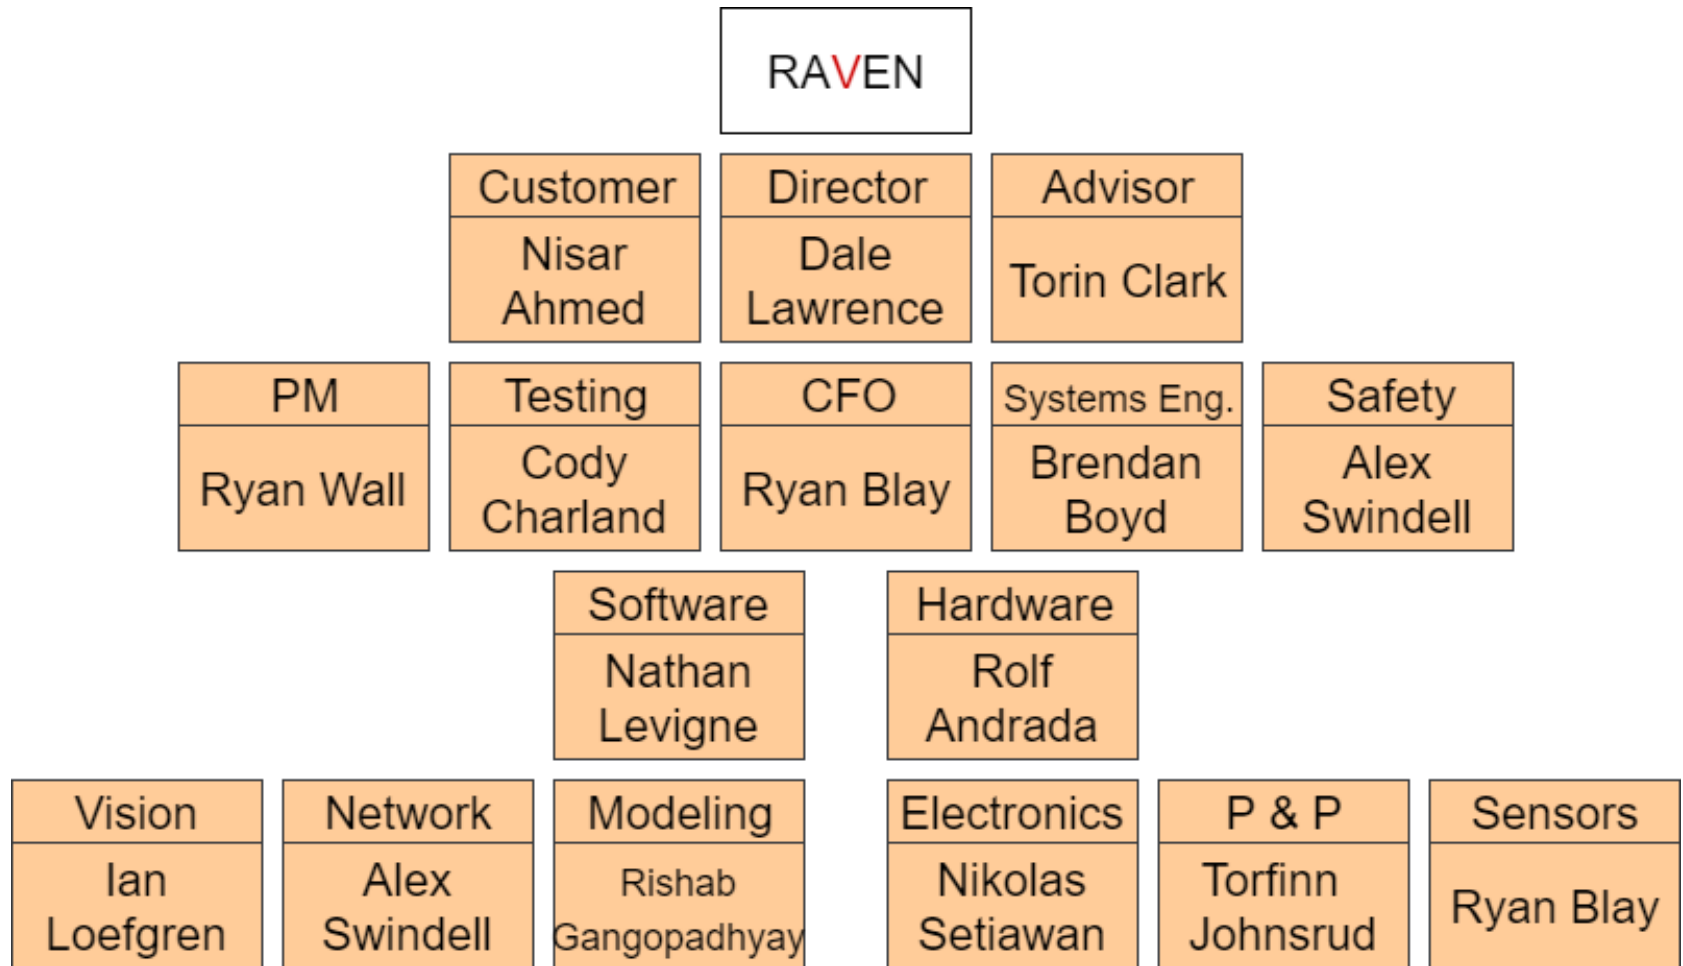 RAVEN
Customer
Director
Advisor
Nisar
Ahmed
Dale
Lawrence
Torin Clark
PM
Testing
CFO
Systems Eng.
Safety
Ryan Wall
Cody
Charland
Ryan Blay
Brendan
Boyd
Alex
Swindell
Software
Hardware
Nathan
Levigne
Rolf
Andrada
Vision
Network
Modeling
Electronics
P & P
Sensors
Ian
Loefgren
Alex
Swindell
Rishab
Gangopadhyay
Nikolas
Setiawan
Torfinn
Johnsrud
Ryan Blay